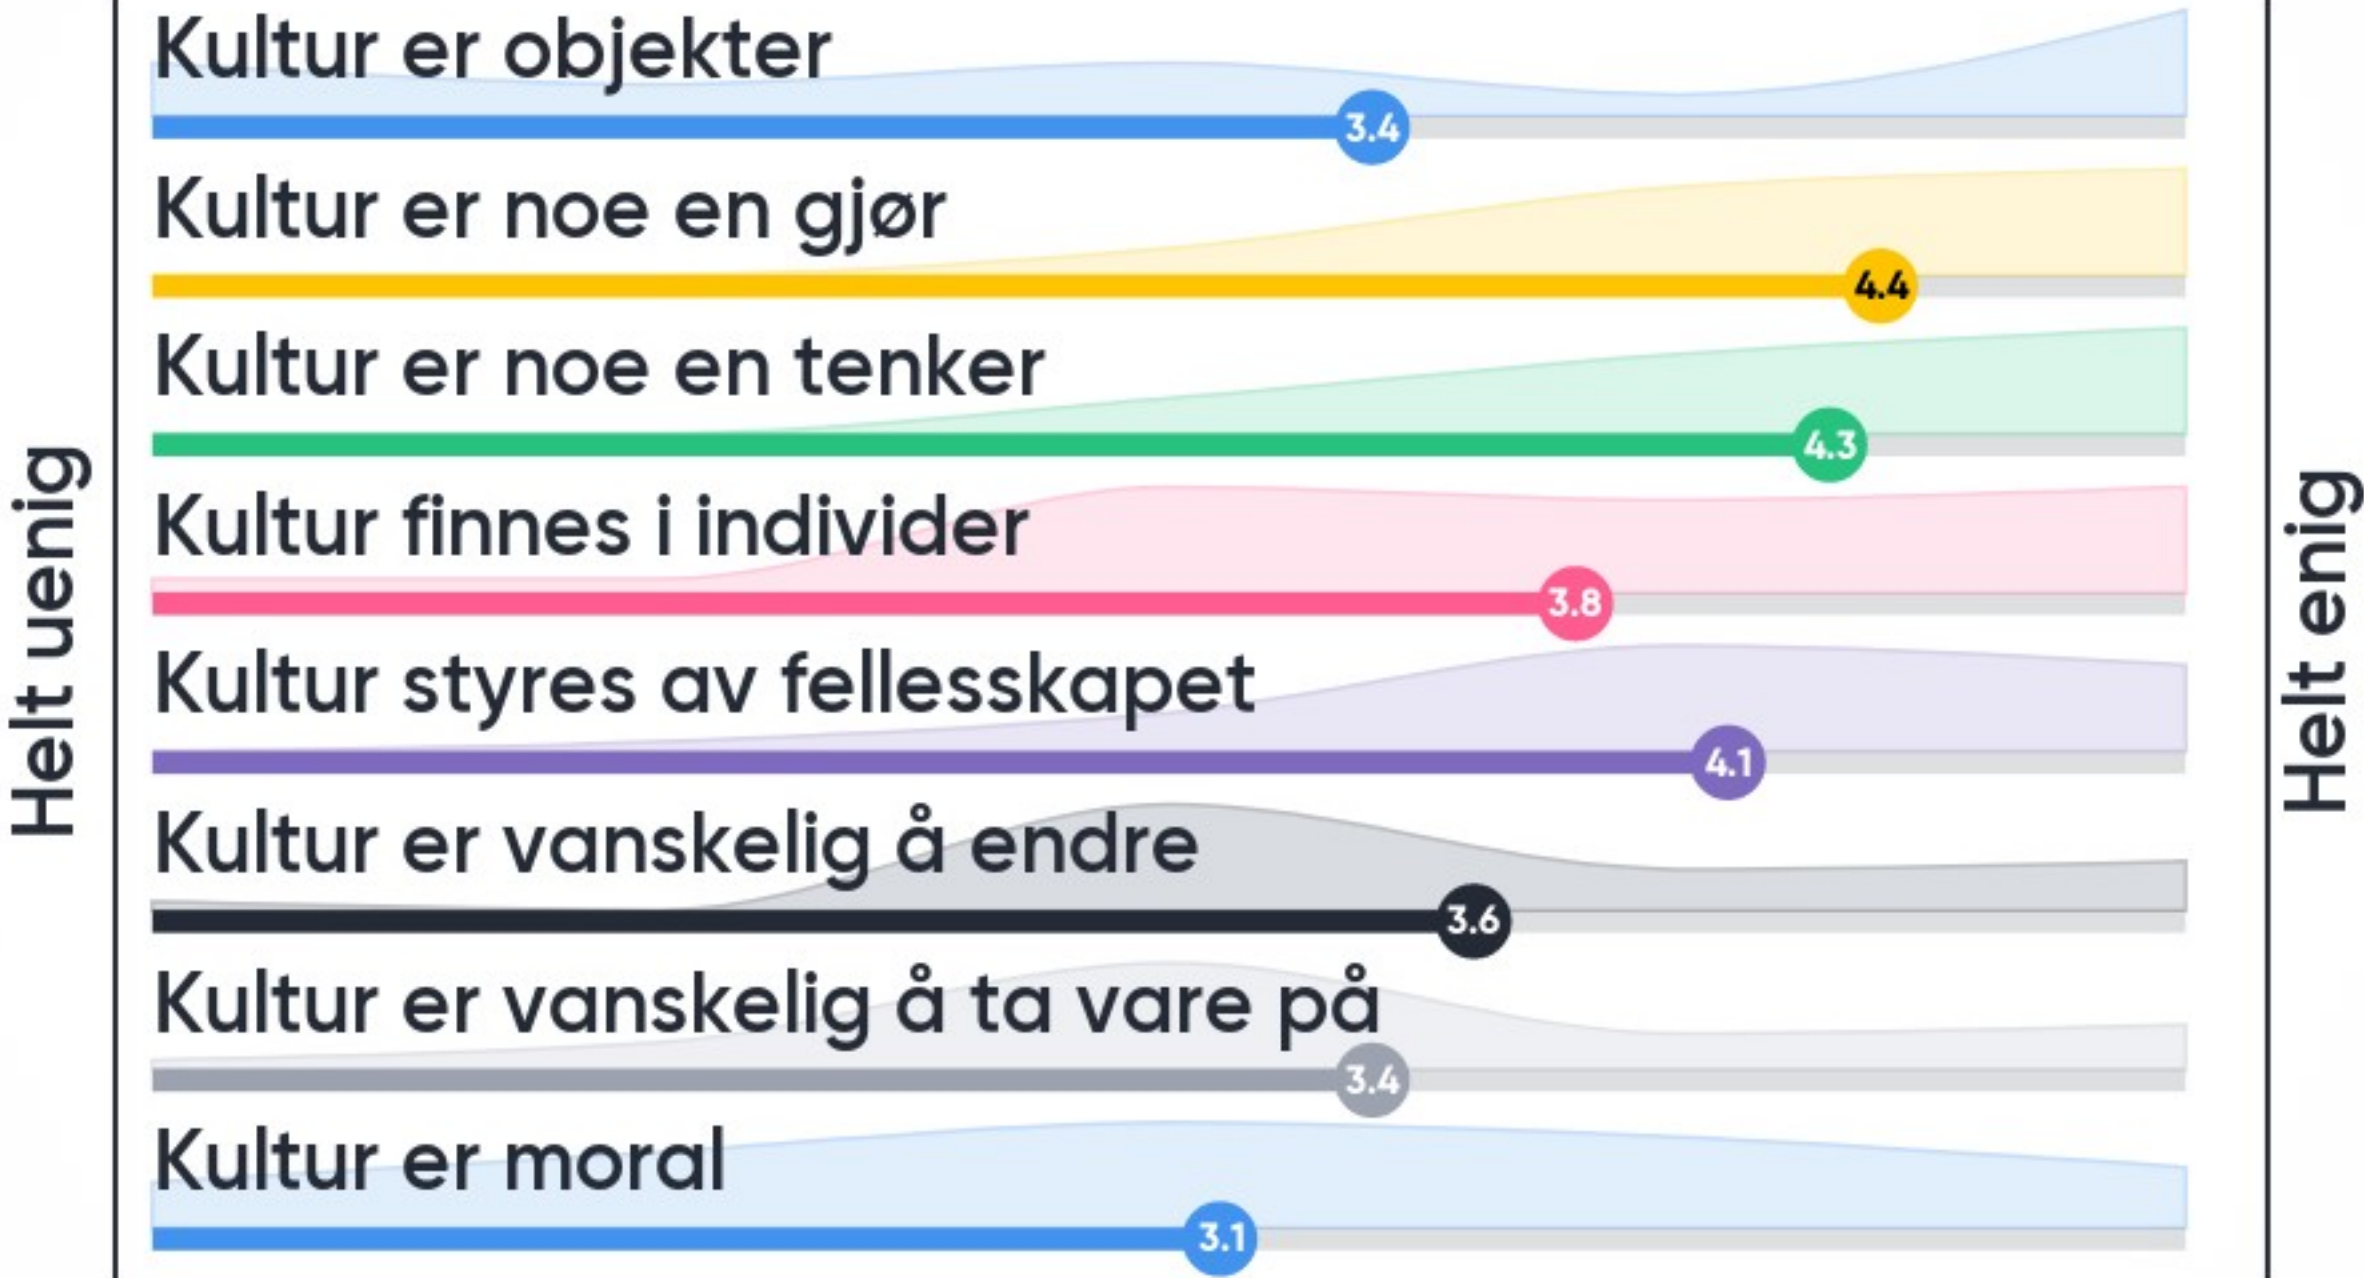 Kultur er objekter
3.4
Kultur er noe en gjør
4.4
Kultur er noe en tenker
4.3
Kultur finnes i individer
3.8
Kultur styres av fellesskapet
4.1
Kultur er vanskelig å endre
3.6
Kultur er vanskelig å ta vare på
3.4
Kultur er moral
3.1
Helt uenig
Helt enig